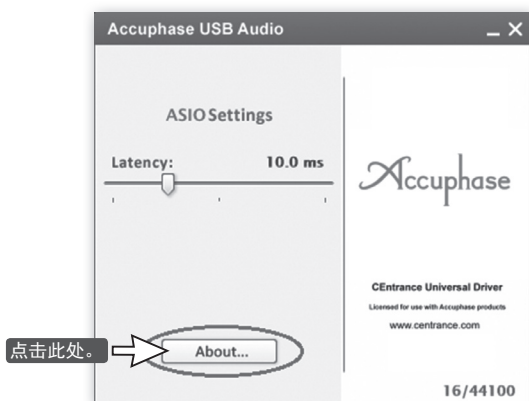 Accuphase USB Audio
ASIO Settings
Latency: 10.0 ms
Accuphase
CEntrance Universal Driver
Licensed for use with Accuphase products
www.centrance.com
点击此处。
About...
16/44100